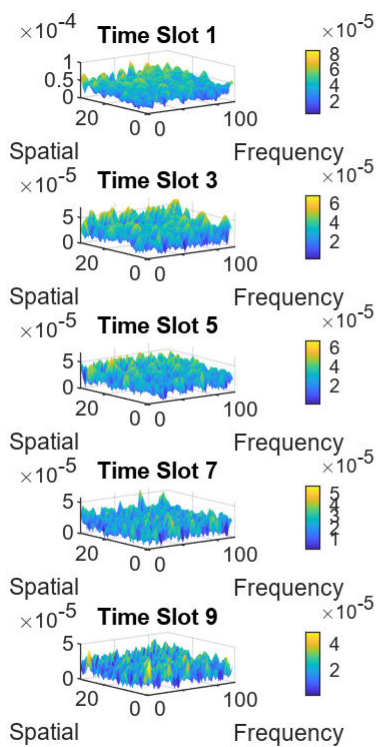 ×10⁻⁴ Time Slot 1 ×10⁻⁵
1
0.5
0
8
6
4
2
20 0 0 100
Spatial Frequency
×10⁻⁵ Time Slot 3 ×10⁻⁵
5
0
6
4
2
20 0 0 100
Spatial Frequency
×10⁻⁵ Time Slot 5 ×10⁻⁵
5
0
6
4
2
20 0 0 100
Spatial Frequency
×10⁻⁵ Time Slot 7 ×10⁻⁵
5
0
5
4
3
2
1
20 0 0 100
Spatial Frequency
×10⁻⁵ Time Slot 9 ×10⁻⁵
5
0
4
2
20 0 0 100
Spatial Frequency